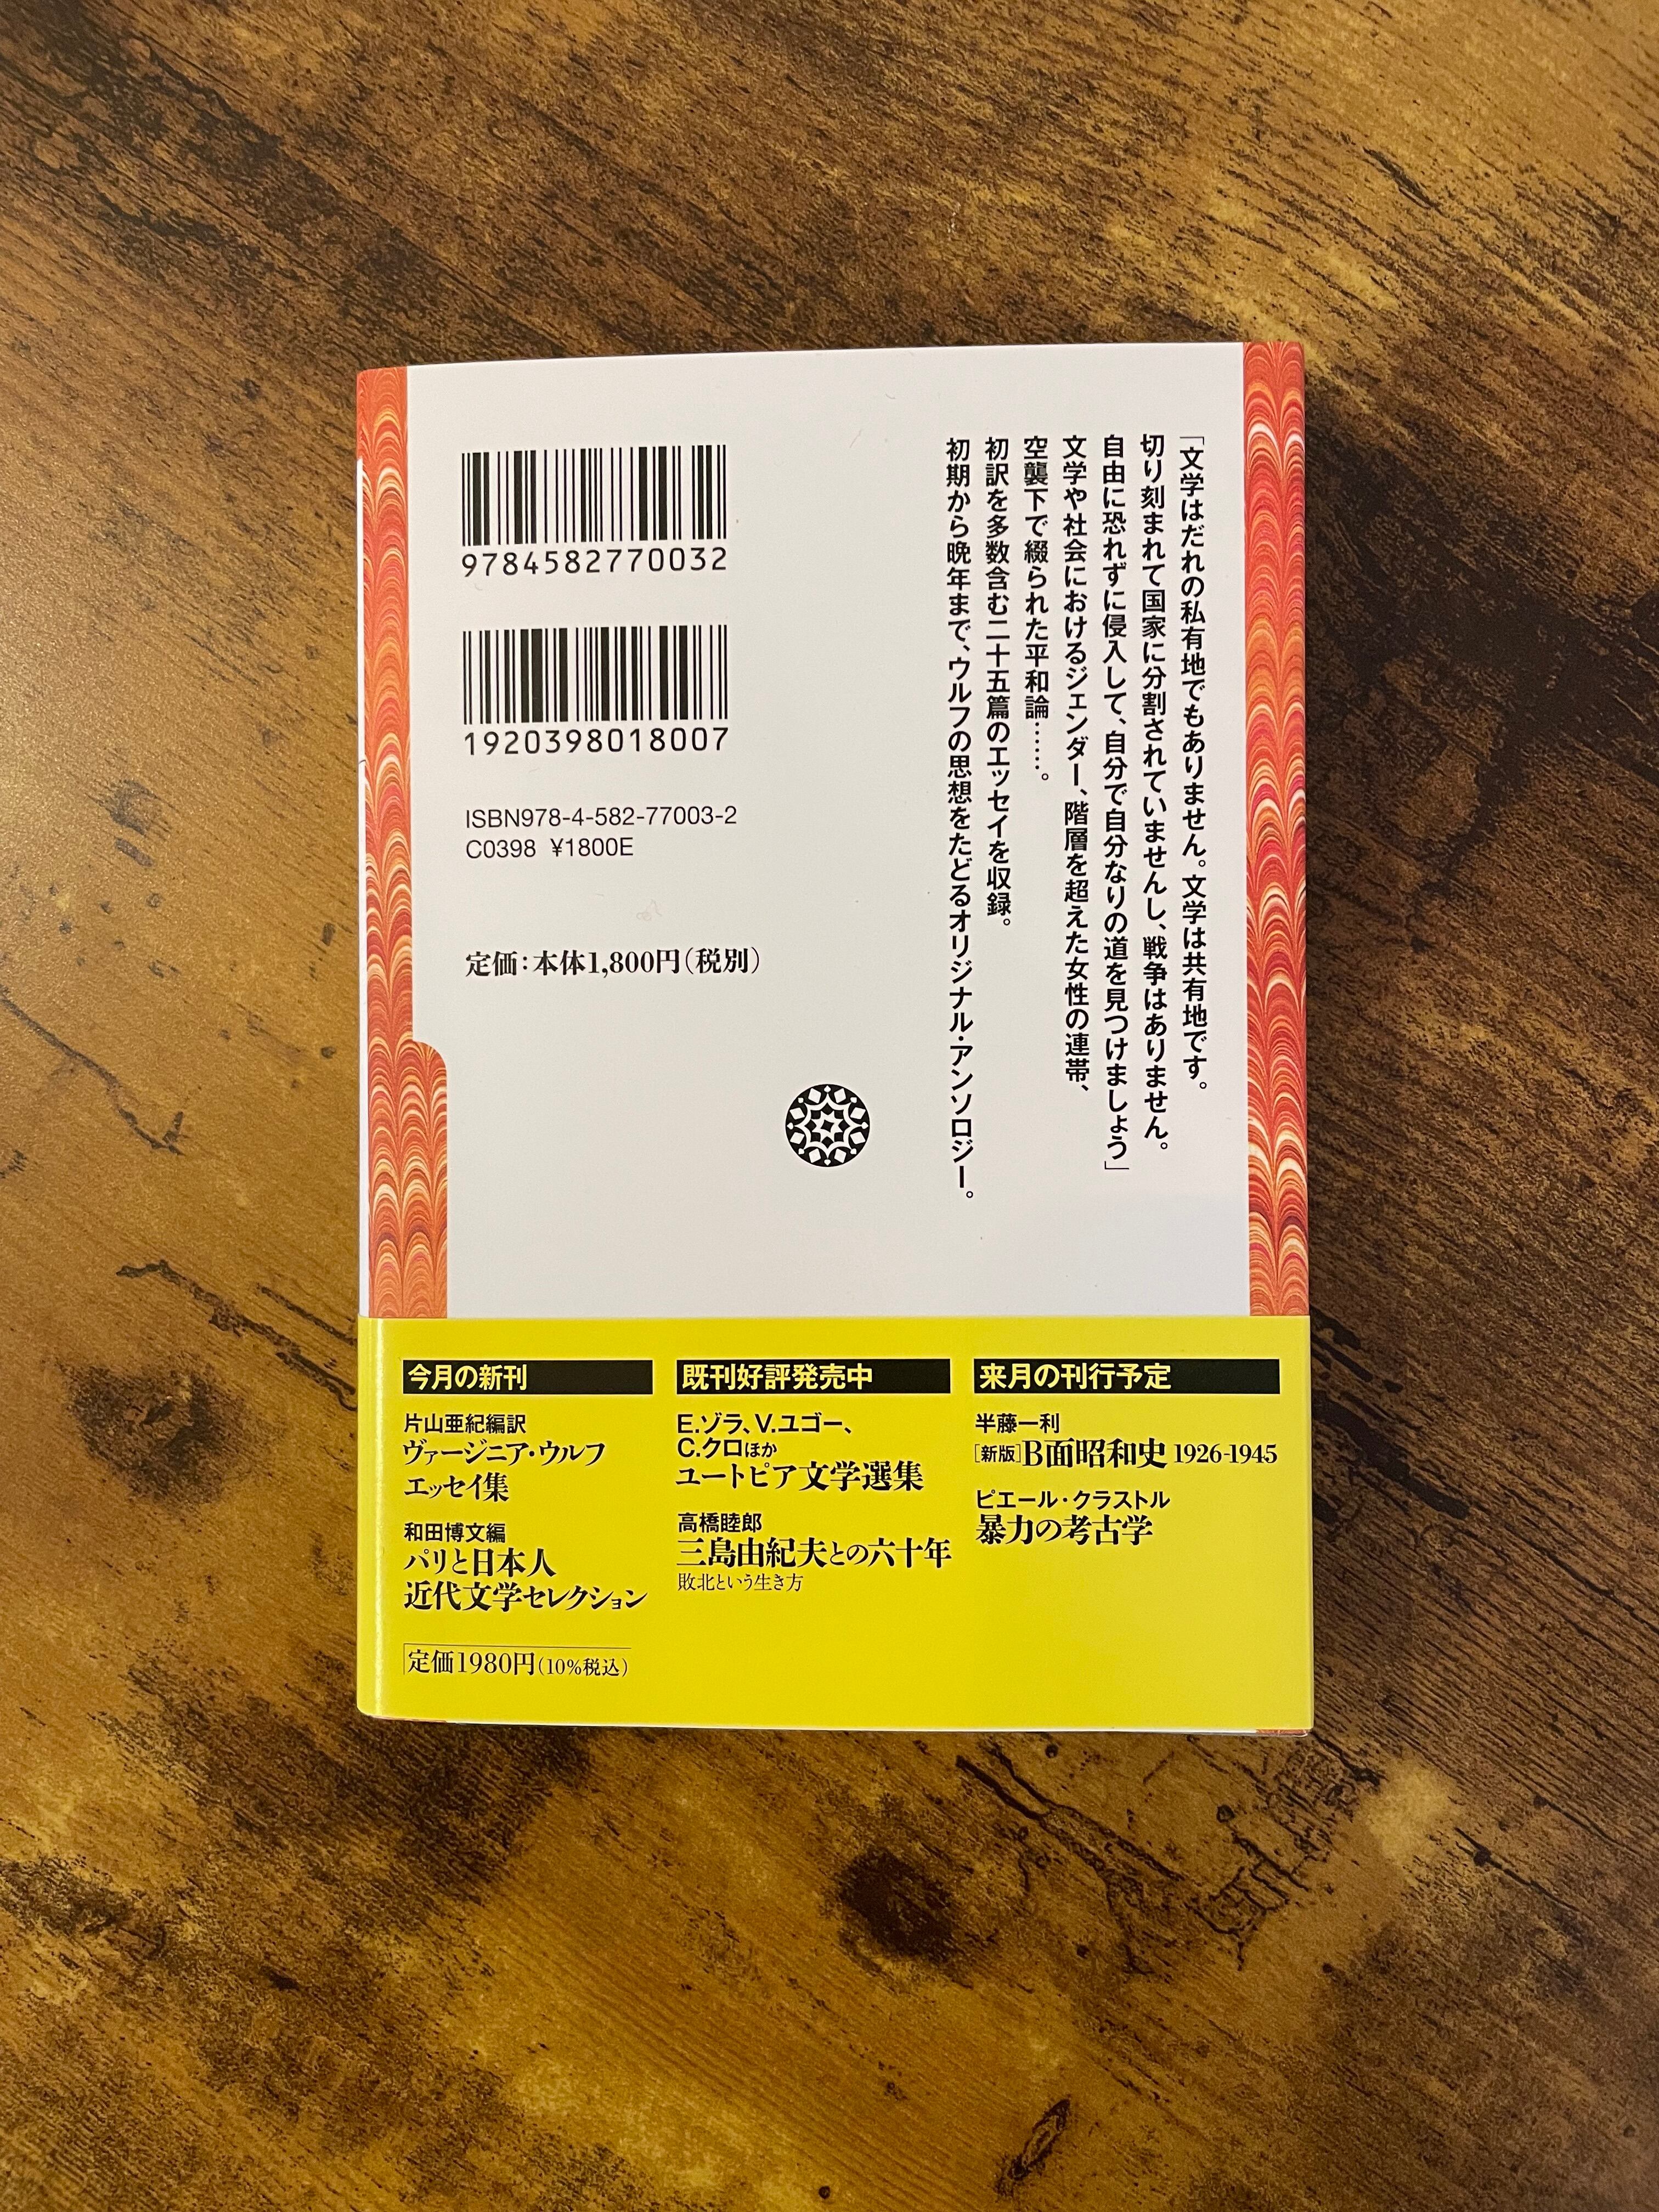 「文学はだれの私有地でもありません。文学は共有地です。
切り刻まれて国家に分割されていませんし、戦争はありません。
自由に恐れずに侵入して、自分で自分なりの道を見つけましょう」
文学や社会におけるジェンダー、階層を超えた女性の連帯、
空襲下で綴られた平和論……。
初訳を多数含む二十五篇のエッセイを収録。
初期から晩年まで、ウルフの思想をたどるオリジナル・アンソロジー。
9784582770032
1920398018007
ISBN978-4-582-77003-2
C0398 ¥1800E
定価：本体1,800円（税別）
今月の新刊
片山亜紀編訳
ヴァージニア・ウルフ
エッセイ集
和田博文編
パリと日本人
近代文学セレクション
定価1980円（10%税込）
既刊好評発売中
E.ゾラ、V.ユゴー、
C.クロほか
ユートピア文学選集
高橋睦郎
三島由紀夫との六十年
敗北という生き方
来月の刊行予定
半藤一利
［新版］B面昭和史 1926-1945
ピエール・クラストル
暴力の考古学